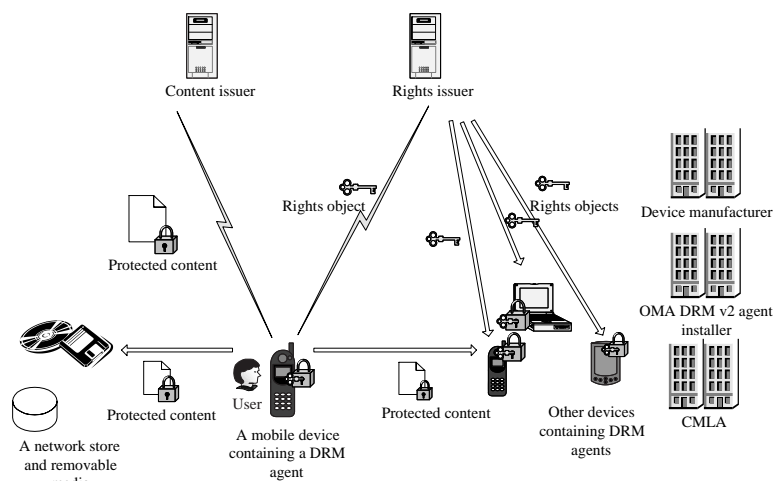 Content issuer
Rights issuer
Rights object
Rights objects
Device manufacturer
Protected content
OMA DRM v2 agent
installer
Protected content
User
Protected content
Other devices
containing DRM
agents
CMLA
A mobile device
containing a DRM
agent
A network store
and removable